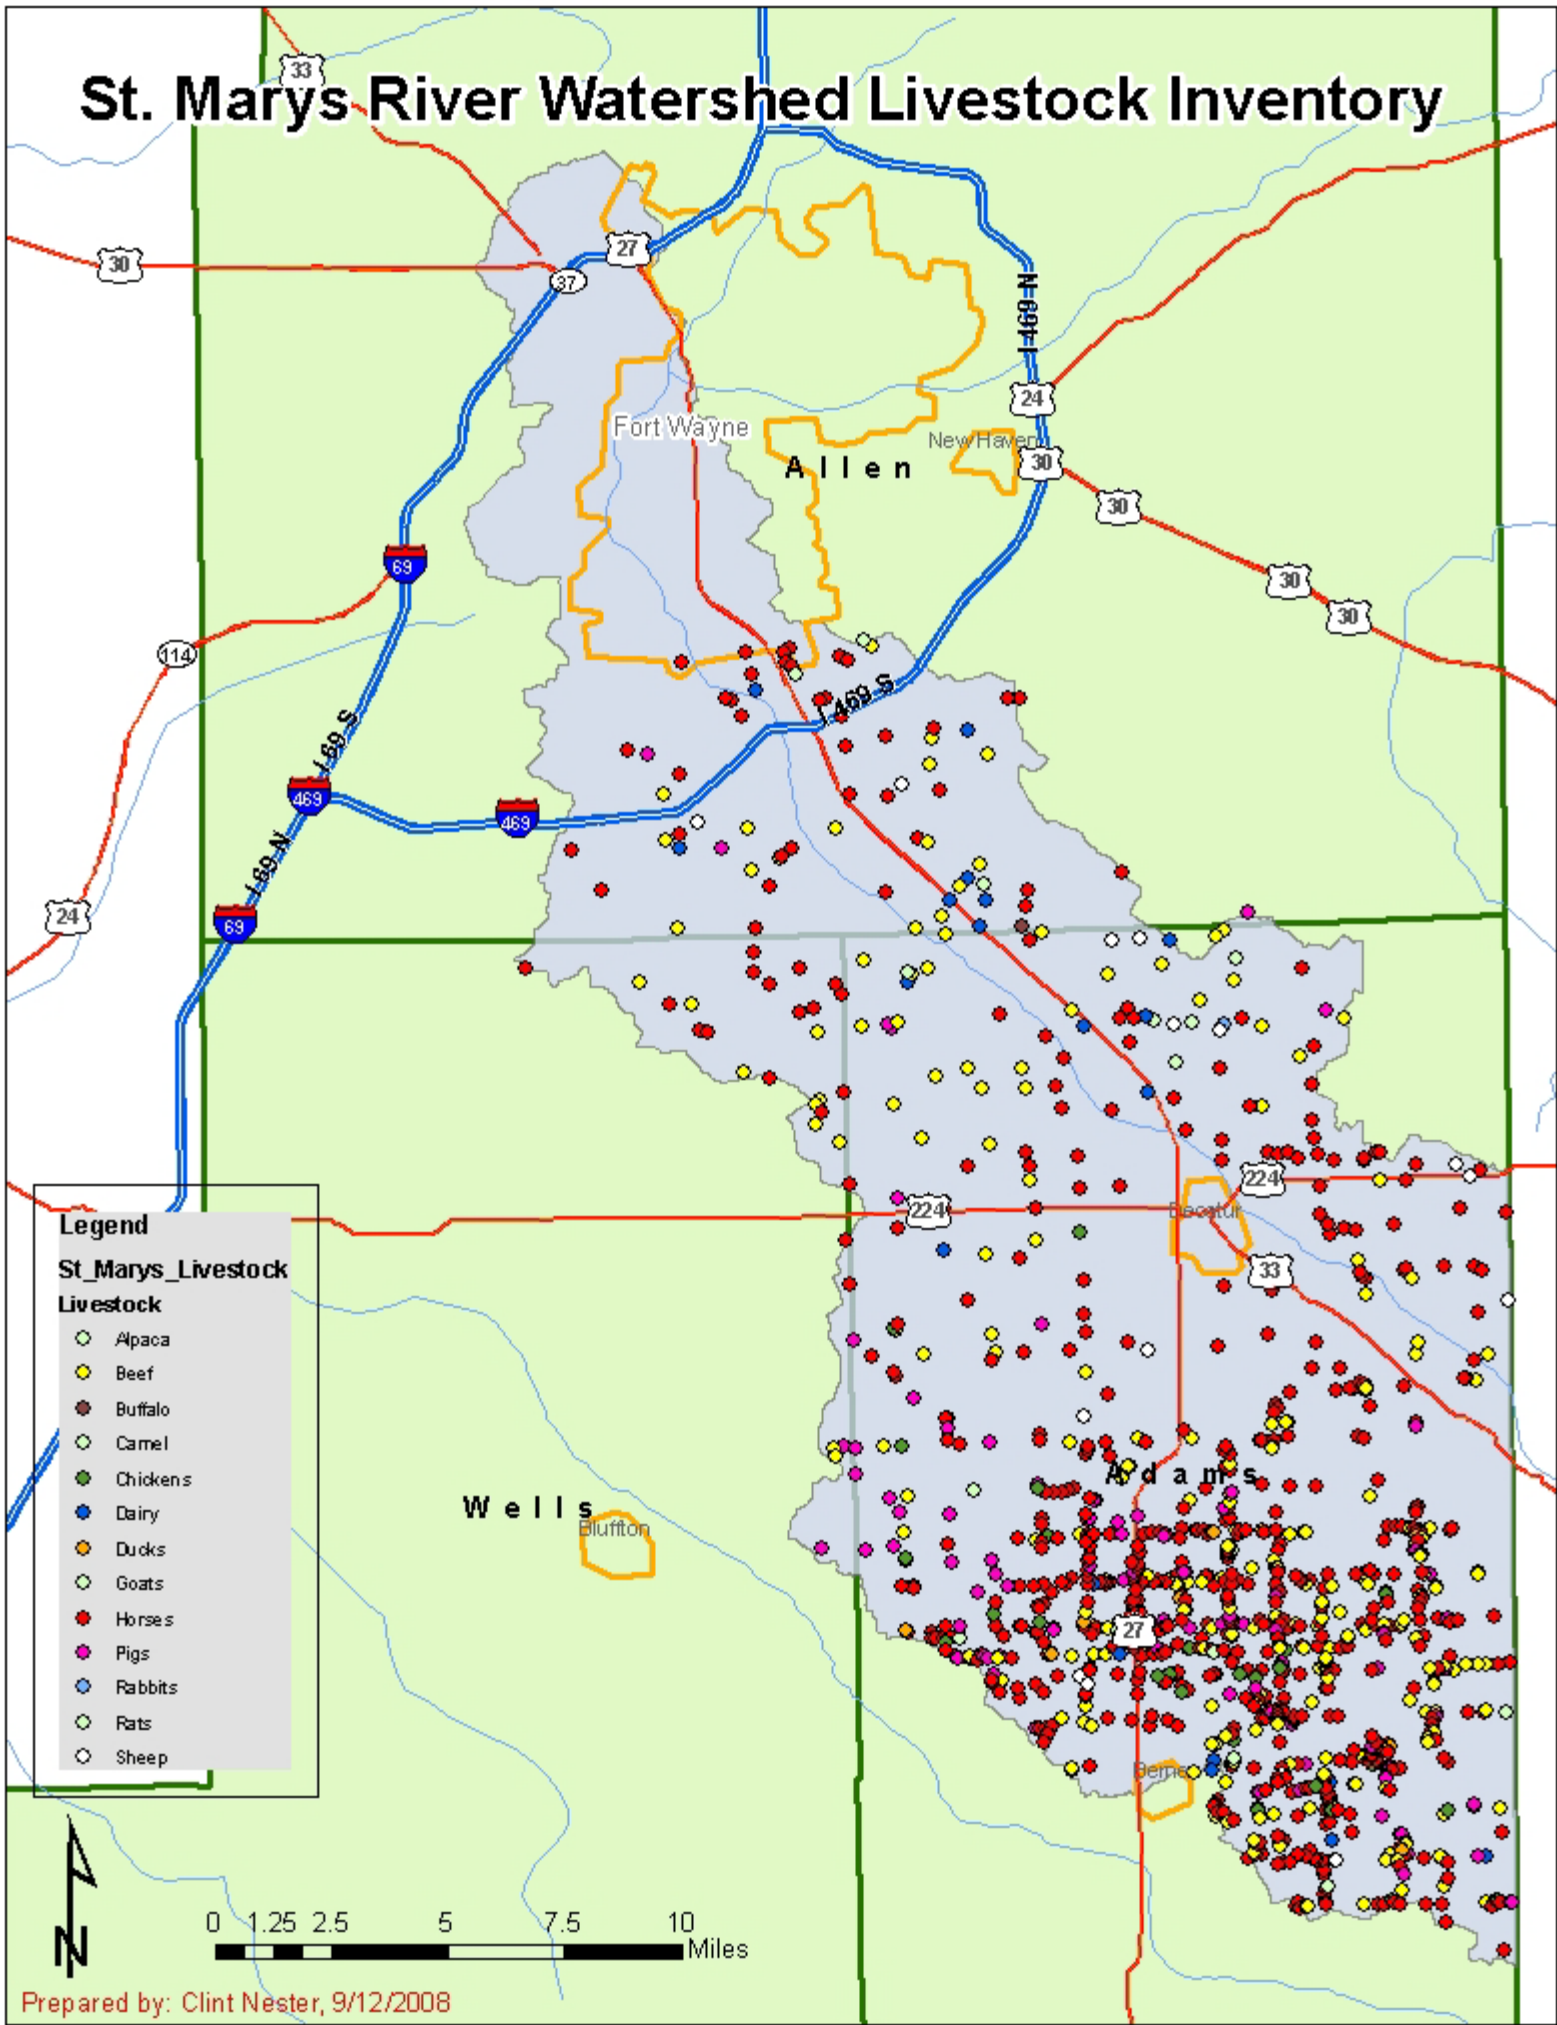 33
St. Marys River Watershed Livestock Inventory
27
30
37
I 469 N
24
Fort Wayne
New Haven
Allen
30
30
69
30
30
114
I 469 S
I 69 S
469
469
I 69 N
24
69
224
224
Decatur
33
Legend
St_Marys_Livestock
Livestock
Alpaca
Beef
Buffalo
Camel
Chickens
Dairy
Ducks
Goats
Horses
Pigs
Rabbits
Rats
Sheep
Adams
Wells
Bluffton
27
Berne
0 1.25 2.5 5 7.5 10
Miles
N
Prepared by: Clint Nester, 9/12/2008